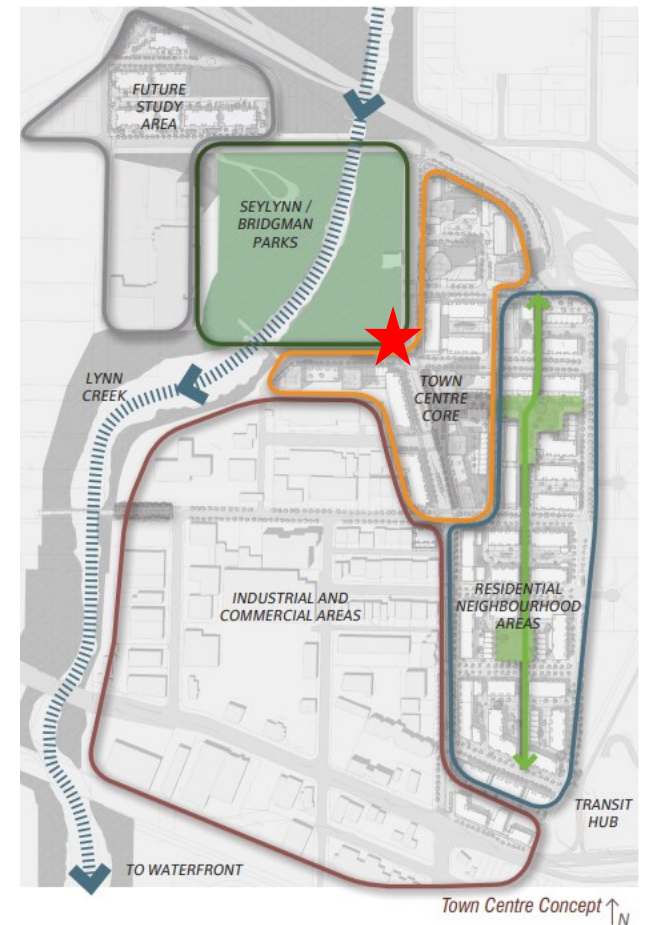 FUTURE
STUDY
AREA
SEYLYNN /
BRIDGMAN
PARKS
LYNN
CREEK
TOWN
CENTRE
CORE
INDUSTRIAL AND
COMMERCIAL AREAS
RESIDENTIAL
NEIGHBOURHOOD
AREAS
TRANSIT
HUB
TO WATERFRONT
Town Centre Concept
N